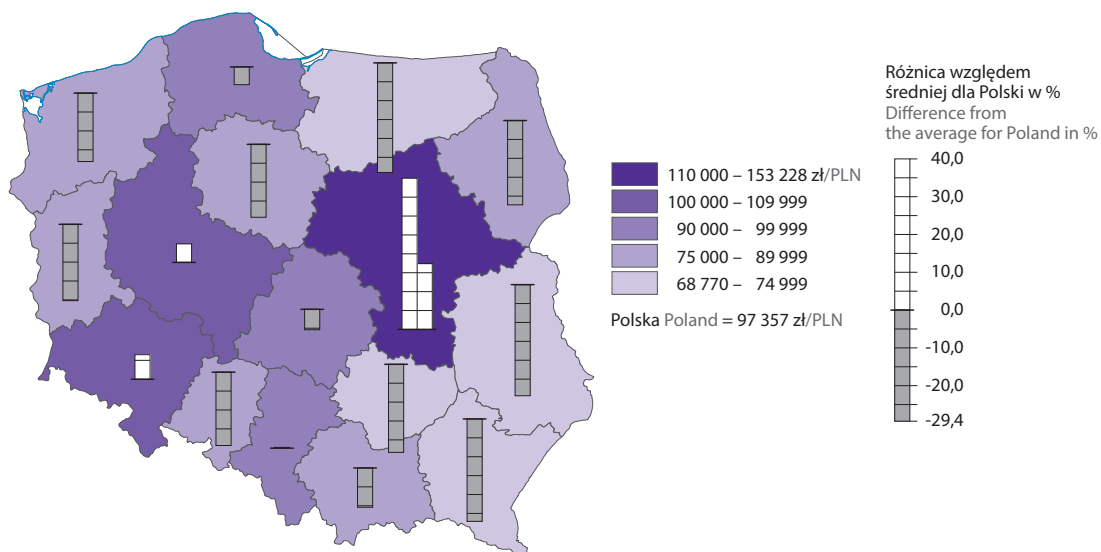 Różnica względem
średniej dla Polski w %
Difference from
the average for Poland in %
110 000 – 153 228 zł/PLN
100 000 – 109 999
90 000 – 99 999
75 000 – 89 999
68 770 – 74 999
Polska Poland = 97 357 zł/PLN
40,0
30,0
20,0
10,0
0,0
-10,0
-20,0
-29,4